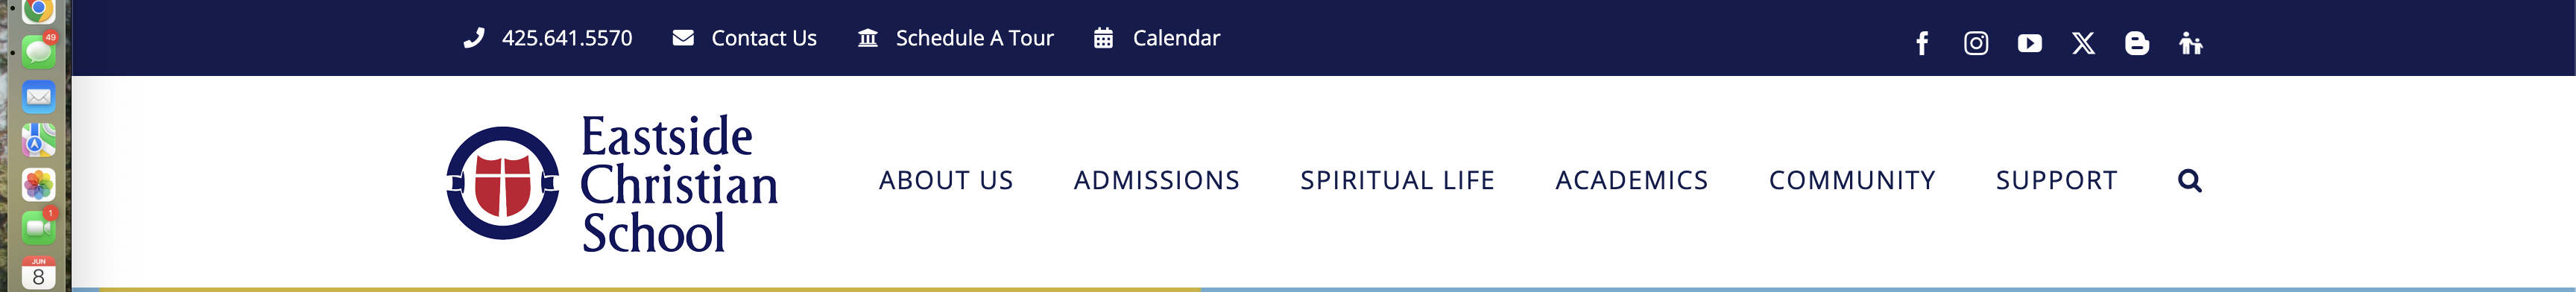 49
1
JUN
8
425.641.5570 Contact Us Schedule A Tour Calendar
Eastside
Christian
School
ABOUT US ADMISSIONS SPIRITUAL LIFE ACADEMICS COMMUNITY SUPPORT